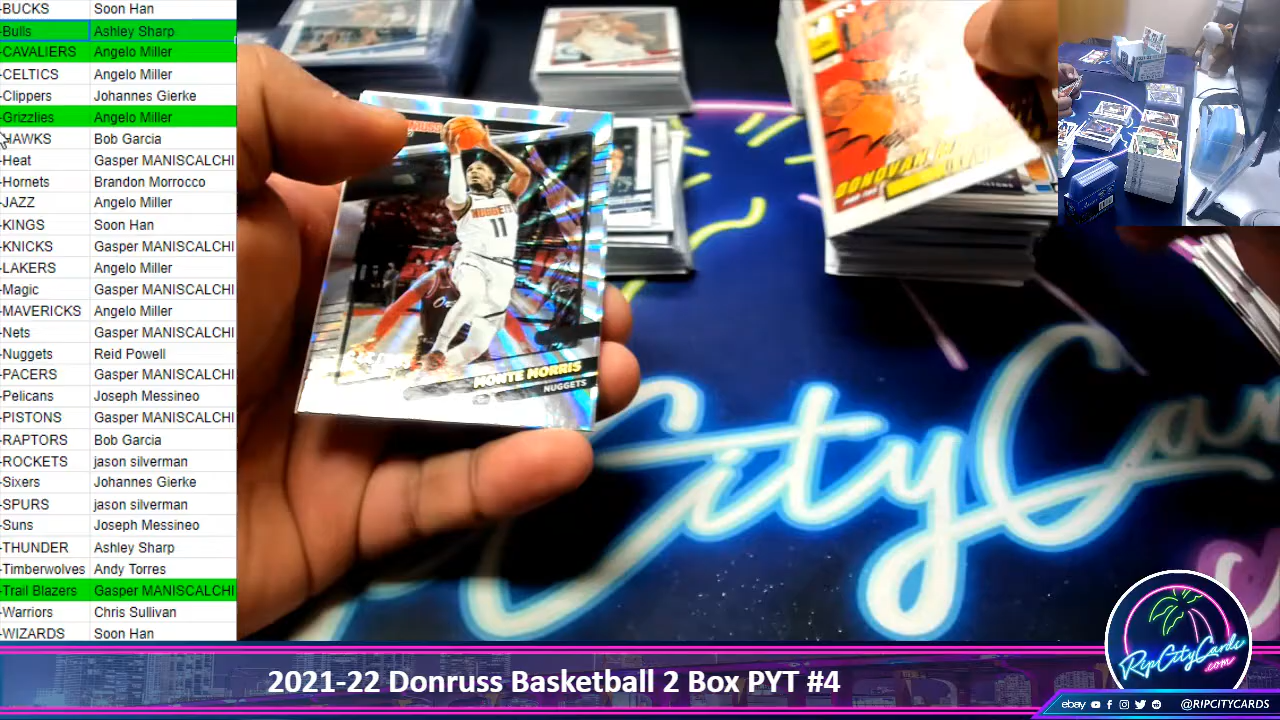 -BUCKS Soon Han
-Bulls Ashley Sharp
-CAVALIERS Angelo Miller
-CELTICS Angelo Miller
-Clippers Johannes Gierke
-Grizzlies Angelo Miller
-HAWKS Bob Garcia
-Heat Gasper MANISCALCHI
-Hornets Brandon Morrocco
-JAZZ Angelo Miller
-KINGS Soon Han
-KNICKS Gasper MANISCALCHI
-LAKERS Angelo Miller
-Magic Gasper MANISCALCHI
-MAVERICKS Angelo Miller
-Nets Gasper MANISCALCHI
-Nuggets Reid Powell
-PACERS Gasper MANISCALCHI
-Pelicans Joseph Messineo
-PISTONS Gasper MANISCALCHI
-RAPTORS Bob Garcia
-ROCKETS jason silverman
-Sixers Johannes Gierke
-SPURS jason silverman
-Suns Joseph Messineo
-THUNDER Ashley Sharp
-Timberwolves Andy Torres
-Trail Blazers Gasper MANISCALCHI
-Warriors Chris Sullivan
-WIZARDS Soon Han
NUGGETS
11
MONTE MORRIS
NUGGETS
DONOVAN
City
2021-22 Donruss Basketball 2 Box PYT #4
RipCityCards
.com
ebay
@RIPCITYCARDS